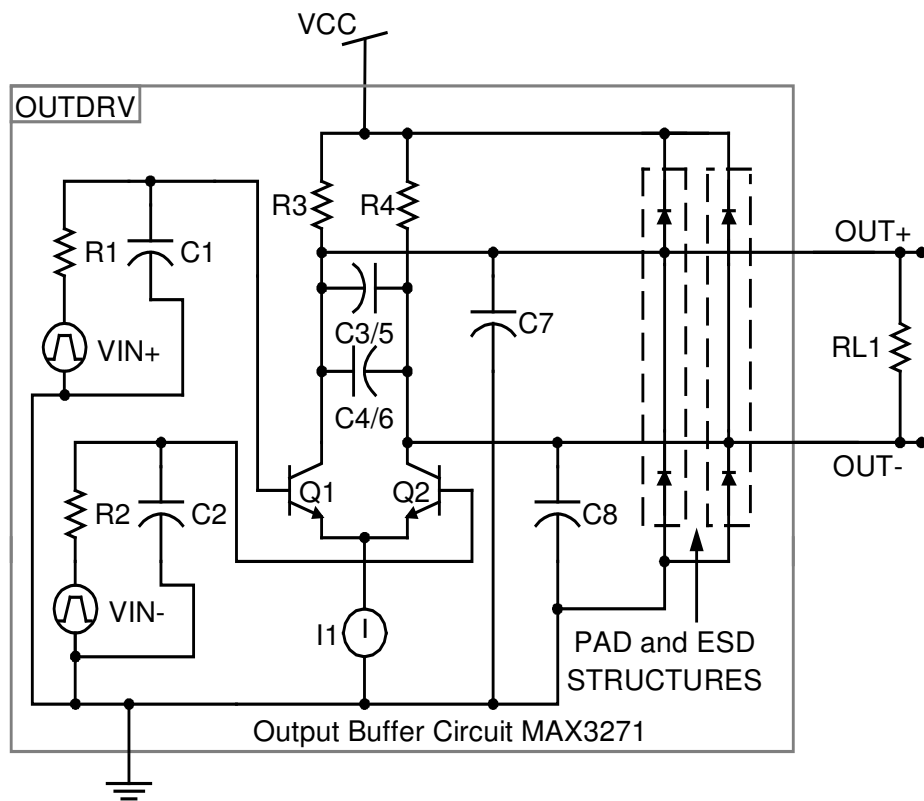 VCC
OUTDRV
R3
R4
R1
C1
OUT+
C3/5
C7
VIN+
RL1
C4/6
OUT-
Q1
Q2
R2
C2
C8
VIN-
I1
I
PAD and ESD
STRUCTURES
Output Buffer Circuit MAX3271